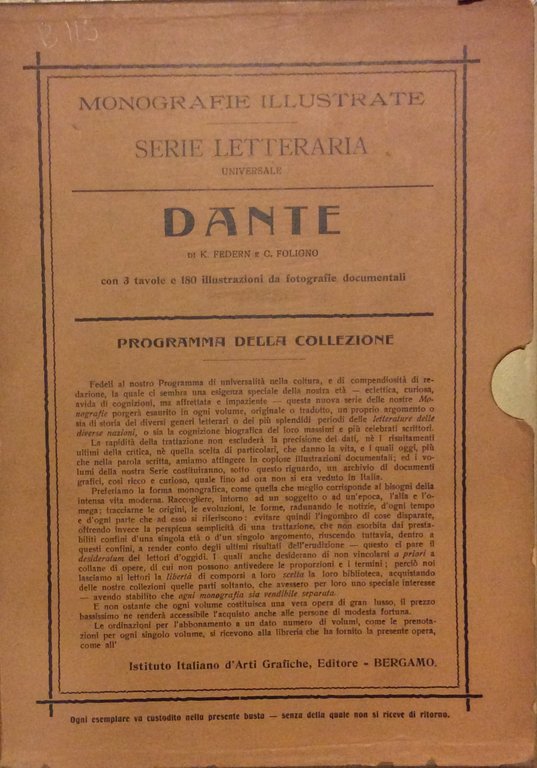 B 113
MONOGRAFIE ILLUSTRATE
SERIE LETTERARIA
UNIVERSALE
DANTE
DI K. FEDERN E C. FOLIGNO
con 3 tavole e 180 illustrazioni da fotografie documentali
PROGRAMMA DELLA COLLEZIONE
Fedeli al nostro Programma di universalità nella coltura, e di compendiosità di re-
dazione, la quale ci sembra una esigenza speciale della nostra età — eclettica, curiosa,
avida di cognizioni, ma affrettata e impaziente — questa nuova serie delle nostre Mo-
nografie porgerà esaurito in ogni volume, originale o tradotto, un proprio argomento o
sia di storia dei diversi generi letterari o dei più splendidi periodi delle letterature delle
diverse nazioni, o sia la cognizione biografica dei loro massimi e più celebrati scrittori.
La rapidità della trattazione non escluderà la precisione dei dati, nè i risultamenti
ultimi della critica, nè quella scelta di particolari, che danno la vita, e i quali oggi, più
che nella parola scritta, amiamo attingere in copiose illustrazioni documentali; ed i vo-
lumi della nostra Serie costituiranno, sotto questo riguardo, un archivio di documenti
grafici, così ricco e curioso, quale fino ad ora non si era veduto in Italia.
Preferiamo la forma monografica, come quella che meglio corrisponde ai bisogni della
intensa vita moderna. Raccogliere, intorno ad un soggetto o ad un'epoca, l'alfa e l'o-
mega; tracciarne le origini, le evoluzioni, le forme, radunando le notizie, d'ogni tempo
e d'ogni parte che ad esso si riferiscono: evitare quindi l'ingombro di cose disparate,
offrendo invece la perspicua semplicità di una trattazione, che non esorbita dai presta-
biliti confini d'una singola età o d'un singolo argomento, riuscendo tuttavia, dentro a
questi confini, a render conto degli ultimi risultati dell'erudizione — questo ci pare il
desideratum dei lettori d'oggidì. I quali anche desiderano di non vincolarsi a priori a
collane di opere, di cui non possono antivedere le proporzioni e i termini; perciò noi
lasciamo ai lettori la libertà di comporsi a loro scelta la loro biblioteca, acquistando
delle nostre collezioni quelle parti soltanto, che avessero per loro uno speciale interesse
— avendo stabilito che ogni monografia sia vendibile separata.
E non ostante che ogni volume costituisca una vera opera di gran lusso, il prezzo
bassissimo ne renderà accessibile l'acquisto anche alle persone di modesta fortuna.
Le ordinazioni per l'abbonamento a un dato numero di volumi, come le prenota-
zioni per ogni singolo volume, si ricevono alla libreria che ha fornito la presente opera,
come all'
Istituto Italiano d'Arti Grafiche, Editore - BERGAMO.
Ogni esemplare va custodito nella presente busta — senza della quale non si riceve di ritorno.